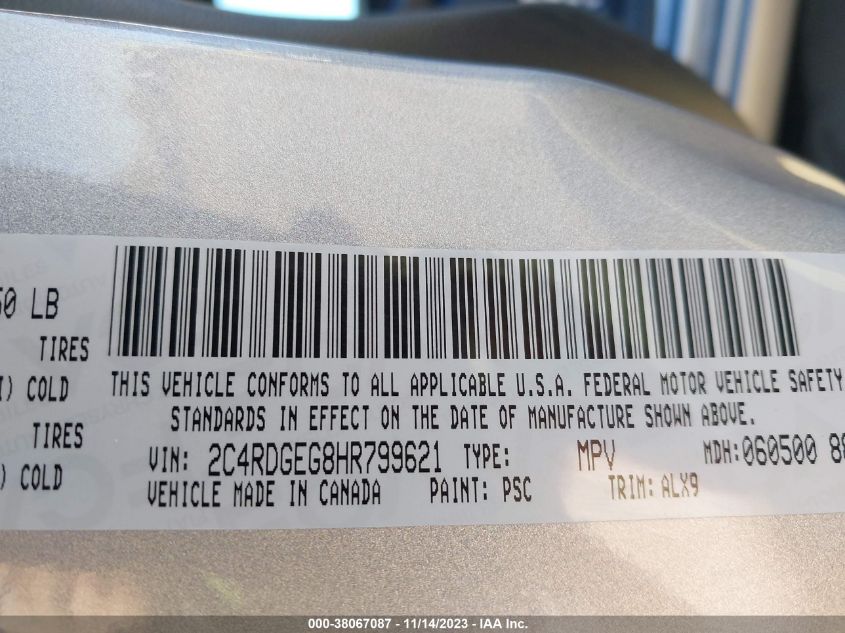 50 LB
TIRES
I) COLD
TIRES
) COLD
THIS VEHICLE CONFORMS TO ALL APPLICABLE U.S.A. FEDERAL MOTOR VEHICLE SAFETY
STANDARDS IN EFFECT ON THE DATE OF MANUFACTURE SHOWN ABOVE.
VIN: 2C4RDGEG8HR799621 TYPE: MPV MDH:060500 88
VEHICLE MADE IN CANADA PAINT: PSC TRIM: ALX9
000-38067087 - 11/14/2023 - IAA Inc.